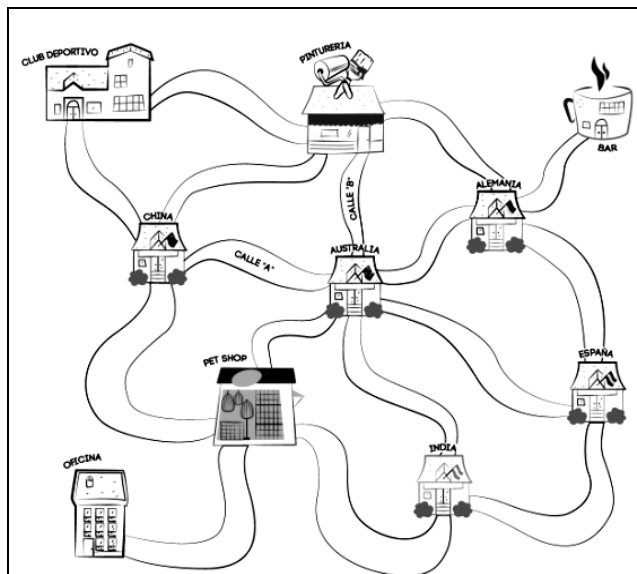 CLUB DEPORTIVO
PINTURERIA
BAR
ALEMANIA
CALLE "B"
CHINA
CALLE "A"
AUSTRALIA
ESPAÑA
PET SHOP
INDIA
OFICINA